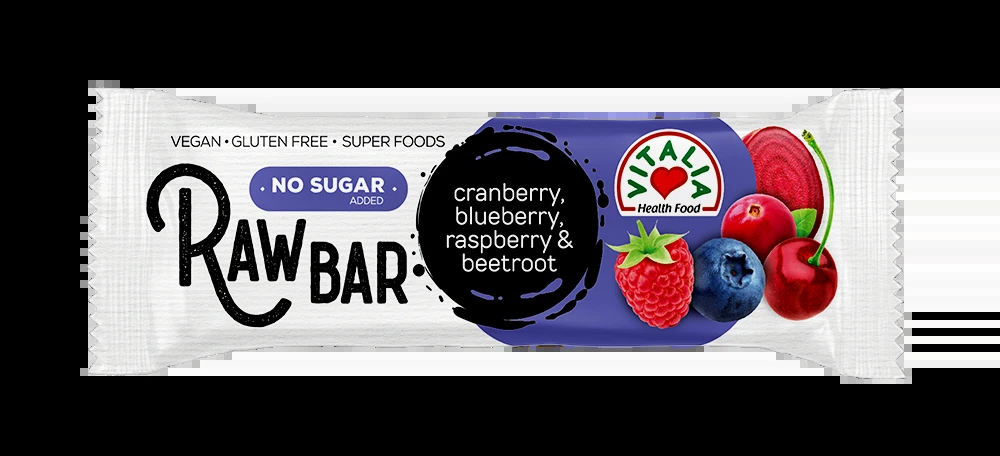 VEGAN • GLUTEN FREE • SUPER FOODS
• NO SUGAR •
ADDED
RAW BAR
cranberry,
blueberry,
raspberry &
beetroot
VITALIA
Health Food